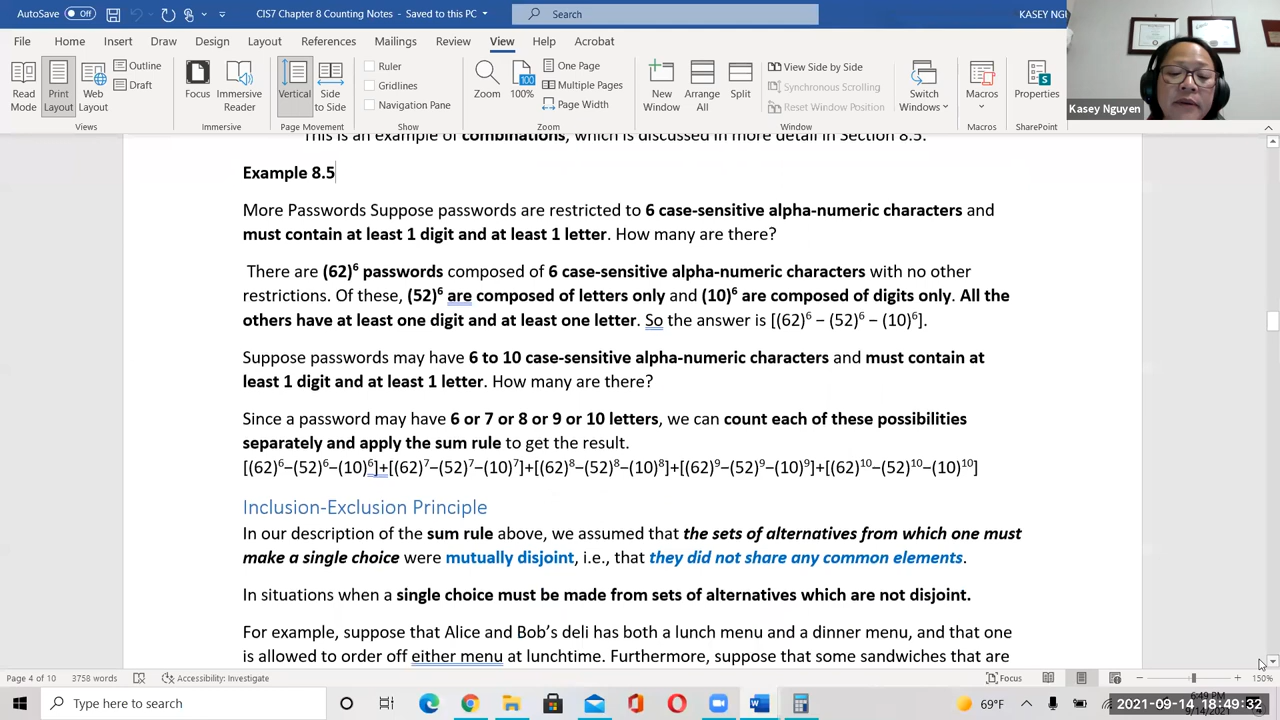 AutoSave Off CIS7 Chapter 8 Counting Notes - Saved to this PC Search KASEY NGU
File Home Insert Draw Design Layout References Mailings Review View Help Acrobat
Read Mode
Print Layout
Web Layout
Outline
Draft
Views
Focus
Immersive Reader
Immersive
Vertical
Side to Side
Page Movement
Ruler
Gridlines
Navigation Pane
Show
Zoom
100
100%
One Page
Multiple Pages
Page Width
Zoom
New Window
Arrange All
Split
View Side by Side
Synchronous Scrolling
Reset Window Position
Switch Windows
Window
Macros
Macros
Properties
SharePoint
Kasey Nguyen
This is an example of combinations, which is discussed in more detail in Section 8.5.
Example 8.5
More Passwords Suppose passwords are restricted to 6 case-sensitive alpha-numeric characters and
must contain at least 1 digit and at least 1 letter. How many are there?
There are (62)⁶ passwords composed of 6 case-sensitive alpha-numeric characters with no other
restrictions. Of these, (52)⁶ are composed of letters only and (10)⁶ are composed of digits only. All the
others have at least one digit and at least one letter. So the answer is [(62)⁶ − (52)⁶ − (10)⁶].
Suppose passwords may have 6 to 10 case-sensitive alpha-numeric characters and must contain at
least 1 digit and at least 1 letter. How many are there?
Since a password may have 6 or 7 or 8 or 9 or 10 letters, we can count each of these possibilities
separately and apply the sum rule to get the result.
[(62)⁶−(52)⁶−(10)⁶]+[(62)⁷−(52)⁷−(10)⁷]+[(62)⁸−(52)⁸−(10)⁸]+[(62)⁹−(52)⁹−(10)⁹]+[(62)¹⁰−(52)¹⁰−(10)¹⁰]
Inclusion-Exclusion Principle
In our description of the sum rule above, we assumed that the sets of alternatives from which one must
make a single choice were mutually disjoint, i.e., that they did not share any common elements.
In situations when a single choice must be made from sets of alternatives which are not disjoint.
For example, suppose that Alice and Bob's deli has both a lunch menu and a dinner menu, and that one
is allowed to order off either menu at lunchtime. Furthermore, suppose that some sandwiches that are
Page 4 of 10 3758 words Accessibility: Investigate Focus 150%
Type here to search 69°F 6:49 PM
2021-09-14 18:49:32
9/14/2021